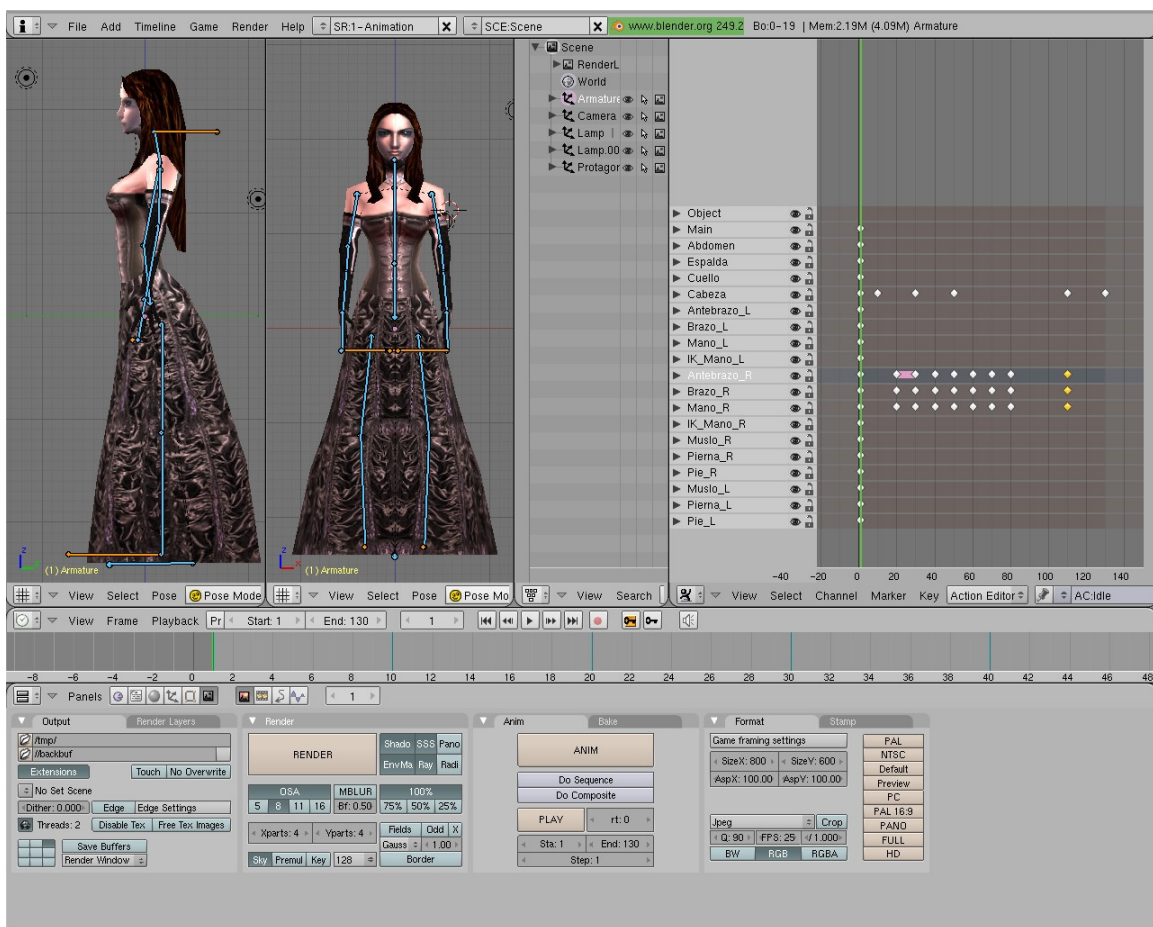 File Add Timeline Game Render Help SR:1-Animation X SCE:Scene X www.blender.org 249.2 Bo:0-19 | Mem:2.19M (4.09M) Armature
Scene
RenderL
World
Armature
Camera
Lamp |
Lamp.00
Protagor
Object
Main
Abdomen
Espalda
Cuello
Cabeza
Antebrazo_L
Brazo_L
Mano_L
IK_Mano_L
Antebrazo_R
Brazo_R
Mano_R
IK_Mano_R
Muslo_R
Pierna_R
Pie_R
Muslo_L
Pierna_L
Pie_L
-40 -20 0 20 40 60 80 100 120 140
z
(1) Armature
z x
(1) Armature
View Select Pose Pose Mode
View Select Pose Pose Mo
View Search
View Select Channel Marker Key Action Editor AC:Idle
View Frame Playback Pr Start: 1 End: 130 1
-8 -6 -4 -2 0 2 4 6 8 10 12 14 16 18 20 22 24 26 28 30 32 34 36 38 40 42 44 46 48
Panels 1
Output Render Layers
/tmp/
//backbuf
Extensions Touch No Overwrite
No Set Scene
Dither: 0.000 Edge Edge Settings
Threads: 2 Disable Tex Free Tex Images
Save Buffers
Render Window
Render
RENDER
Shado SSS Pano
EnvMa Ray Radi
OSA MBLUR 100%
5 8 11 16 Bf: 0.50 75% 50% 25%
Xparts: 4 Yparts: 4 Fields Odd X
Gauss 1.00
Sky Premul Key 128 Border
Anim Bake
ANIM
Do Sequence
Do Composite
PLAY rt: 0
Sta: 1 End: 130
Step: 1
Format Stamp
Game framing settings
SizeX: 800 SizeY: 600
AspX: 100.00 AspY: 100.00
Jpeg Crop
Q: 90 FPS: 25 /1.000
BW RGB RGBA
PAL
NTSC
Default
Preview
PC
PAL 16:9
PANO
FULL
HD